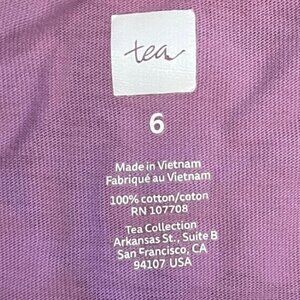 tea
6
Made in Vietnam
Fabriqué au Vietnam
100% cotton/coton
RN 107708
Tea Collection
Arkansas St., Suite B
San Francisco, CA
94107 USA